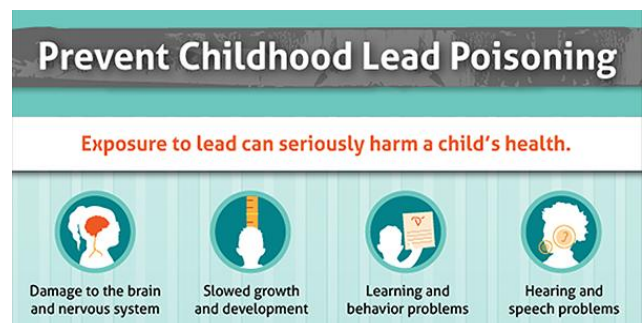 Prevent Childhood Lead Poisoning
Exposure to lead can seriously harm a child's health.
Damage to the brain
and nervous system
Slowed growth
and development
Learning and
behavior problems
Hearing and
speech problems